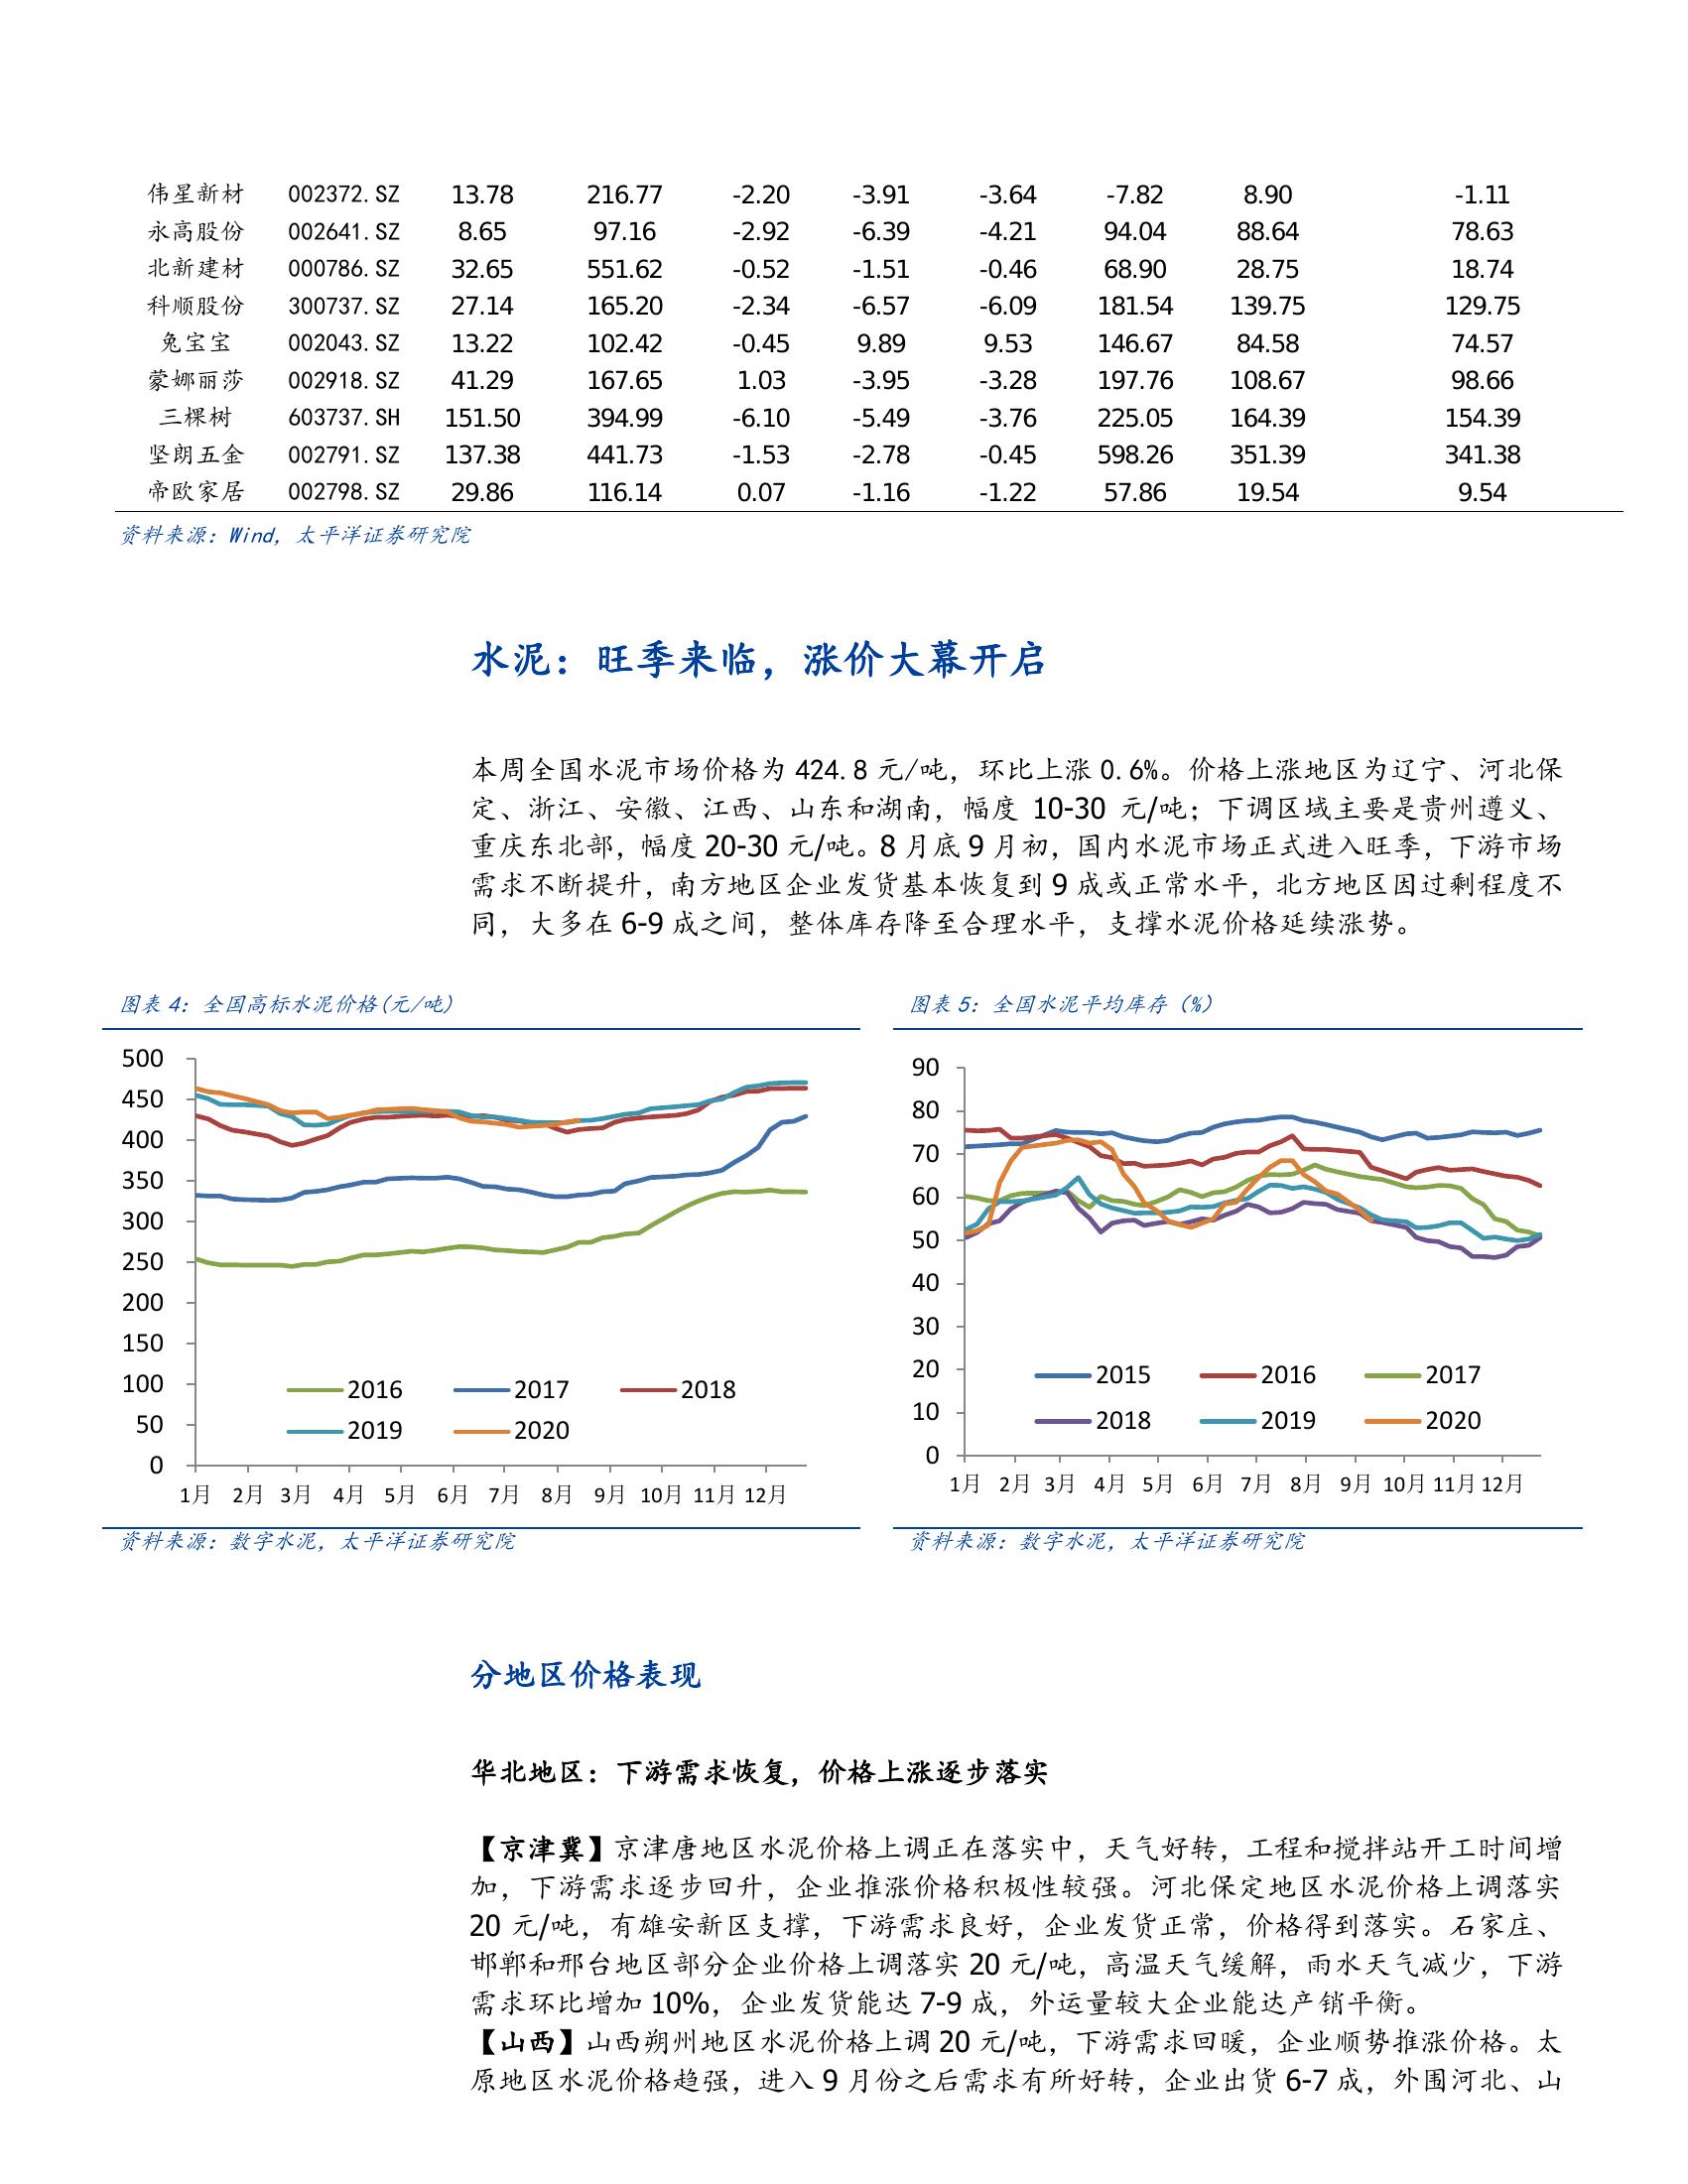 伟星新材 002372.SZ 13.78 216.77 -2.20 -3.91 -3.64 -7.82 8.90 -1.11
永高股份 002641.SZ 8.65 97.16 -2.92 -6.39 -4.21 94.04 88.64 78.63
北新建材 000786.SZ 32.65 551.62 -0.52 -1.51 -0.46 68.90 28.75 18.74
科顺股份 300737.SZ 27.14 165.20 -2.34 -6.57 -6.09 181.54 139.75 129.75
兔宝宝 002043.SZ 13.22 102.42 -0.45 9.89 9.53 146.67 84.58 74.57
蒙娜丽莎 002918.SZ 41.29 167.65 1.03 -3.95 -3.28 197.76 108.67 98.66
三棵树 603737.SH 151.50 394.99 -6.10 -5.49 -3.76 225.05 164.39 154.39
坚朗五金 002791.SZ 137.38 441.73 -1.53 -2.78 -0.45 598.26 351.39 341.38
帝欧家居 002798.SZ 29.86 116.14 0.07 -1.16 -1.22 57.86 19.54 9.54
资料来源：Wind，太平洋证券研究院
水泥：旺季来临，涨价大幕开启
本周全国水泥市场价格为 424.8 元/吨，环比上涨 0.6%。价格上涨地区为辽宁、河北保
定、浙江、安徽、江西、山东和湖南，幅度 10-30 元/吨；下调区域主要是贵州遵义、
重庆东北部，幅度 20-30 元/吨。8 月底 9 月初，国内水泥市场正式进入旺季，下游市场
需求不断提升，南方地区企业发货基本恢复到 9 成或正常水平，北方地区因过剩程度不
同，大多在 6-9 成之间，整体库存降至合理水平，支撑水泥价格延续涨势。
图表 4：全国高标水泥价格(元/吨)
500
450
400
350
300
250
200
150
100
50
0
2016 2017 2018
2019 2020
1月 2月 3月 4月 5月 6月 7月 8月 9月 10月 11月 12月
资料来源：数字水泥，太平洋证券研究院
图表 5：全国水泥平均库存（%）
90
80
70
60
50
40
30
20
10
0
2015 2016 2017
2018 2019 2020
1月 2月 3月 4月 5月 6月 7月 8月 9月 10月 11月 12月
资料来源：数字水泥，太平洋证券研究院
分地区价格表现
华北地区：下游需求恢复，价格上涨逐步落实
【京津冀】京津唐地区水泥价格上调正在落实中，天气好转，工程和搅拌站开工时间增
加，下游需求逐步回升，企业推涨价格积极性较强。河北保定地区水泥价格上调落实
20 元/吨，有雄安新区支撑，下游需求良好，企业发货正常，价格得到落实。石家庄、
邯郸和邢台地区部分企业价格上调落实 20 元/吨，高温天气缓解，雨水天气减少，下游
需求环比增加 10%，企业发货能达 7-9 成，外运量较大企业能达产销平衡。
【山西】山西朔州地区水泥价格上调 20 元/吨，下游需求回暖，企业顺势推涨价格。太
原地区水泥价格趋强，进入 9 月份之后需求有所好转，企业出货 6-7 成，外围河北、山